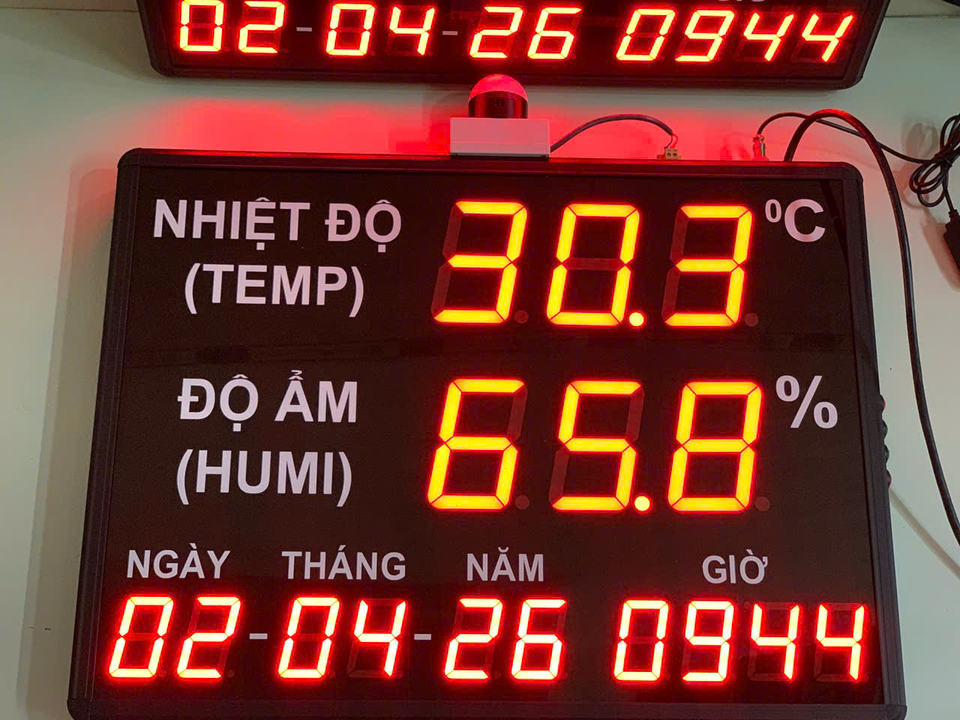 02-04-26 0944
NHIỆT ĐỘ 30.3 ⁰C
(TEMP)
ĐỘ ẨM 65.8 %
(HUMI)
NGÀY THÁNG NĂM GIỜ
02-04-26 0944